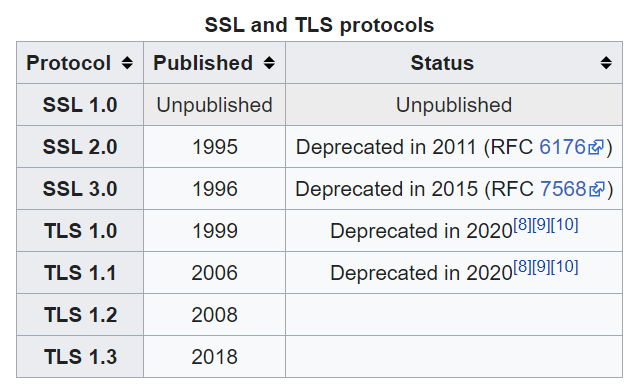 SSL and TLS protocols
Protocol Published Status
SSL 1.0 Unpublished Unpublished
SSL 2.0 1995 Deprecated in 2011 (RFC 6176)
SSL 3.0 1996 Deprecated in 2015 (RFC 7568)
TLS 1.0 1999 Deprecated in 2020[8][9][10]
TLS 1.1 2006 Deprecated in 2020[8][9][10]
TLS 1.2 2008
TLS 1.3 2018